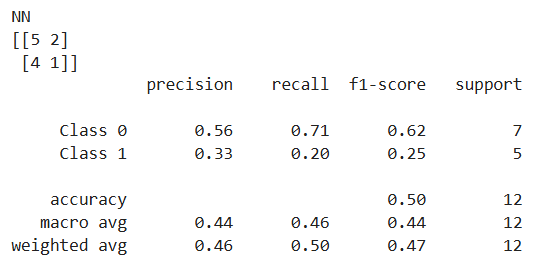 NN
[[5 2]
[4 1]]
precision recall f1-score support
Class 0 0.56 0.71 0.62 7
Class 1 0.33 0.20 0.25 5
accuracy 0.50 12
macro avg 0.44 0.46 0.44 12
weighted avg 0.46 0.50 0.47 12